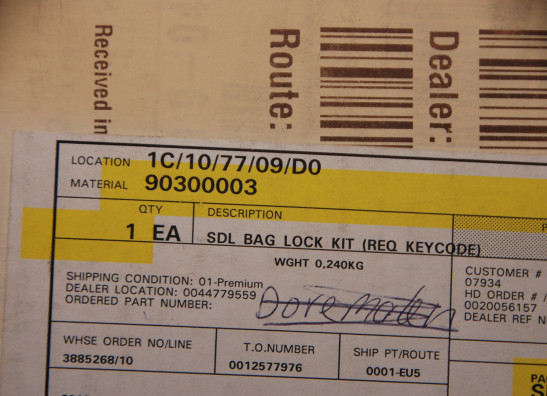 Received in
Route:
Dealer:
LOCATION 1C/10/77/09/D0
MATERIAL 90300003
QTY DESCRIPTION
1 EA SDL BAG LOCK KIT (REQ KEYCODE)
WGHT 0,240KG
SHIPPING CONDITION: 01-Premium
DEALER LOCATION: 0044779559
ORDERED PART NUMBER:
CUSTOMER #
07934
HD ORDER # /
0020056157
DEALER REF N
WHSE ORDER NO/LINE T.O.NUMBER SHIP PT/ROUTE
3885268/10 0012577976 0001-EU5
PA
S